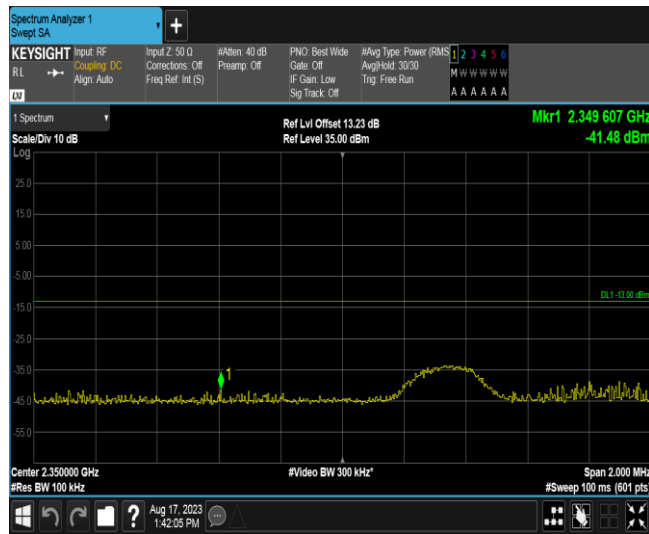 Spectrum Analyzer 1
Swept SA
+
KEYSIGHT Input: RF Input Z: 50 Ω #Atten: 40 dB PNO: Best Wide #Avg Type: Power (RMS 1 2 3 4 5 6
RL Coupling: DC Corrections: Off Preamp: Off Gate: Off Avg|Hold: 30/30 M W W W W W
Align: Auto Freq Ref: Int (S) IF Gain: Low Trig: Free Run
LXI Sig Track: Off A A A A A A
1 Spectrum
Ref Lvl Offset 13.23 dB Mkr1 2.349 607 GHz
Scale/Div 10 dB Ref Level 35.00 dBm -41.48 dBm
Log
25.0
15.0
5.00
-5.00
DL1 -13.00 dBm
-15.0
-25.0
-35.0
1
-45.0
-55.0
Center 2.350000 GHz #Video BW 300 kHz* Span 2.000 MHz
#Res BW 100 kHz #Sweep 100 ms (601 pts
? Aug 17, 2023
1:42:05 PM